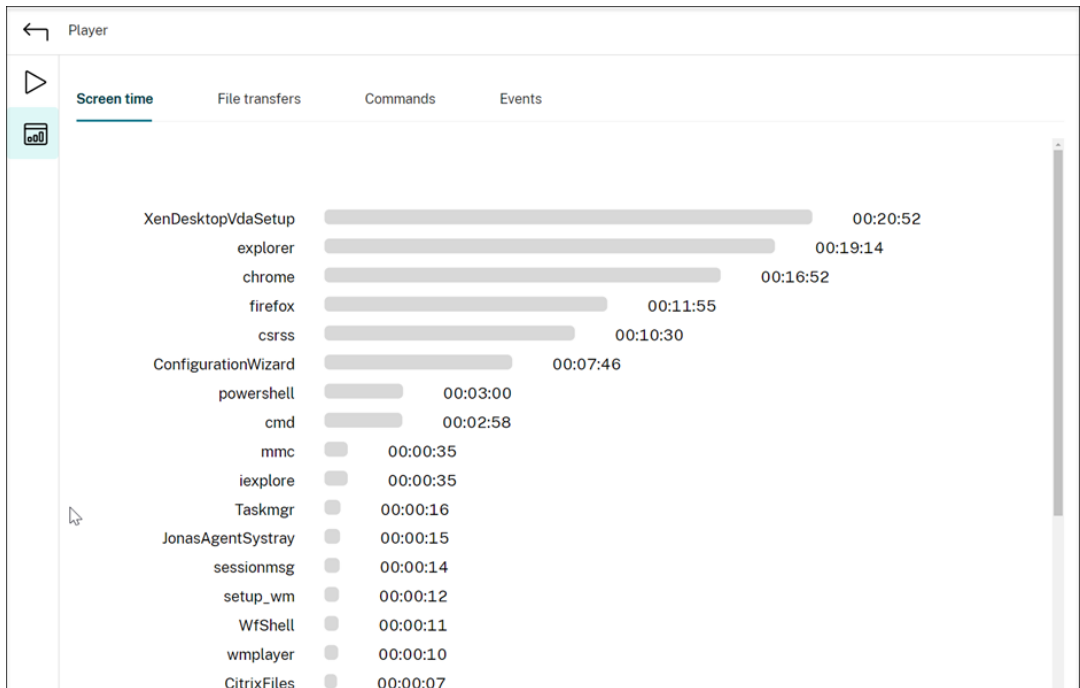 Player
Screen time File transfers Commands Events
XenDesktopVdaSetup 00:20:52
explorer 00:19:14
chrome 00:16:52
firefox 00:11:55
csrss 00:10:30
ConfigurationWizard 00:07:46
powershell 00:03:00
cmd 00:02:58
mmc 00:00:35
iexplore 00:00:35
Taskmgr 00:00:16
JonasAgentSystray 00:00:15
sessionmsg 00:00:14
setup_wm 00:00:12
WfShell 00:00:11
wmplayer 00:00:10
CitrixFiles 00:00:07